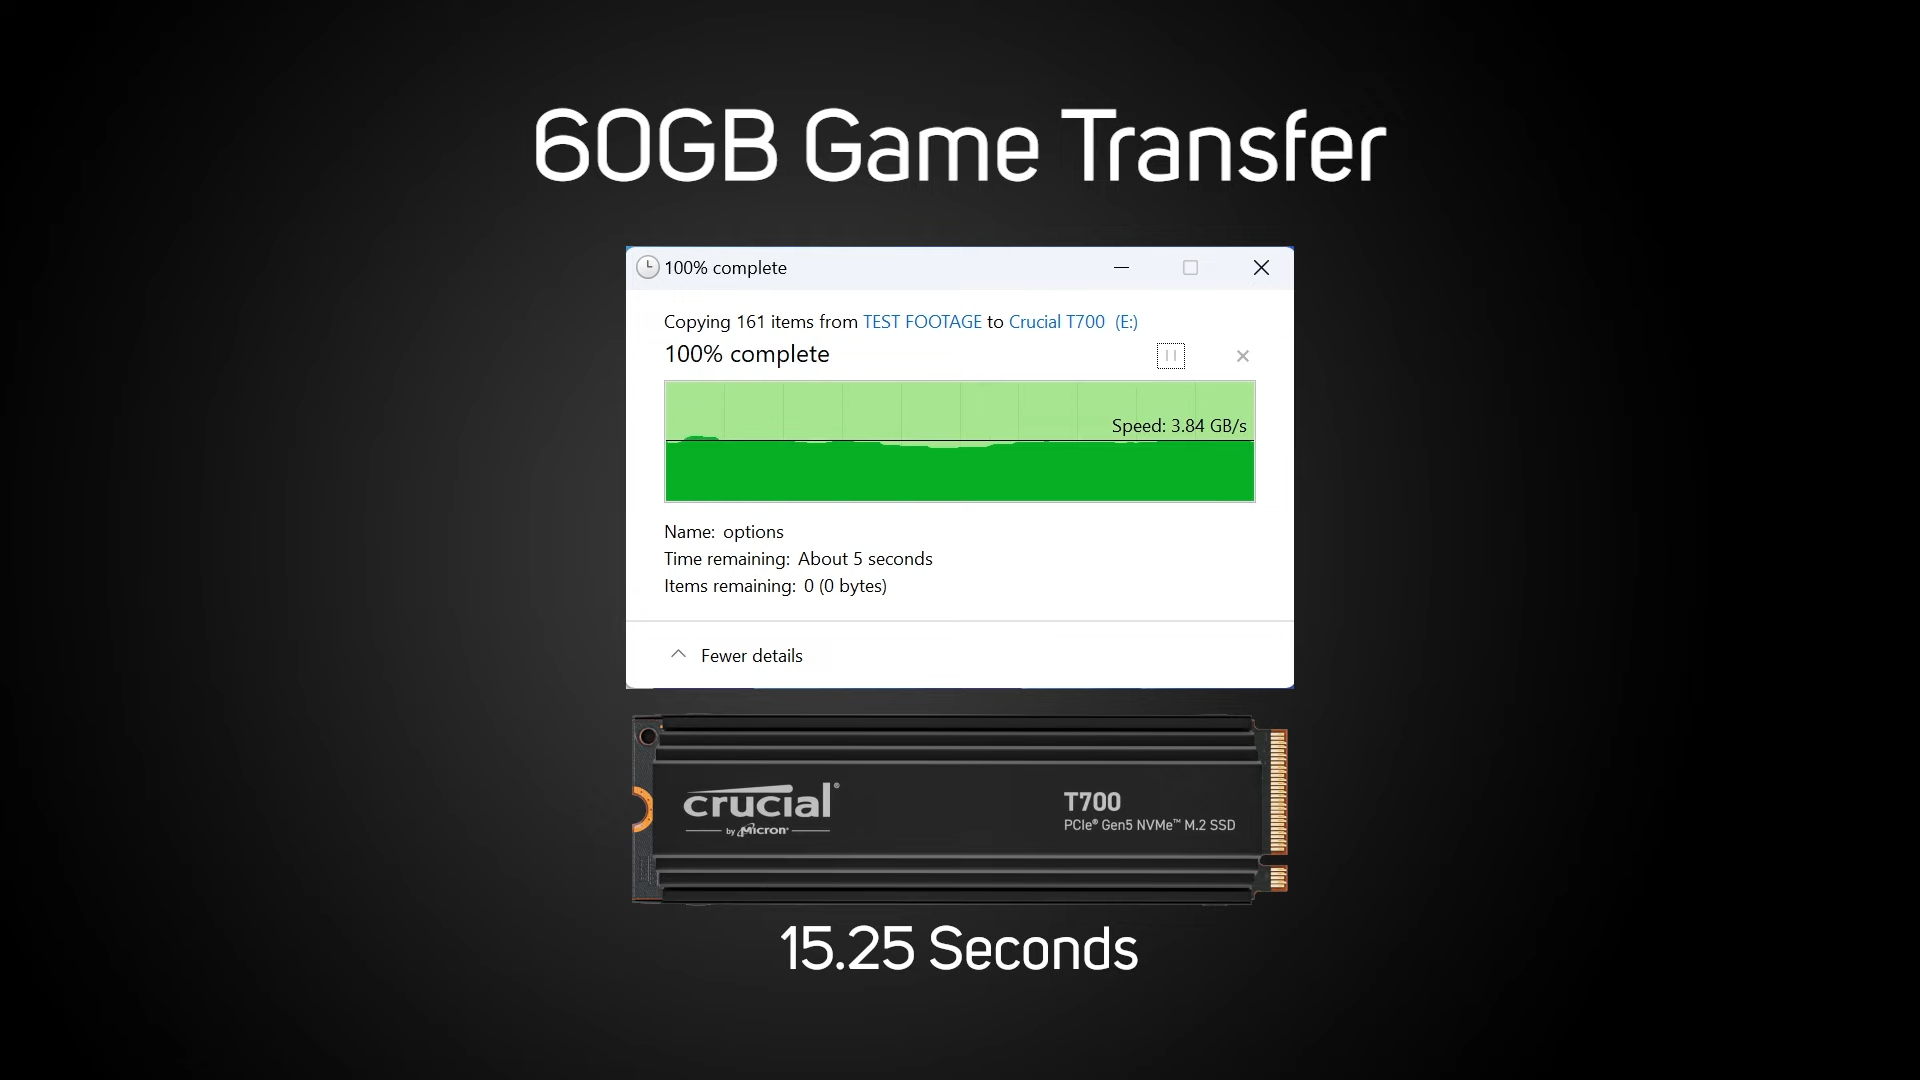 60GB Game Transfer
100% complete
Copying 161 items from TEST FOOTAGE to Crucial T700 (E:)
100% complete
Speed: 3.84 GB/s
Name: options
Time remaining: About 5 seconds
Items remaining: 0 (0 bytes)
Fewer details
crucial®
by Micron®
T700
PCIe® Gen5 NVMe™ M.2 SSD
15.25 Seconds